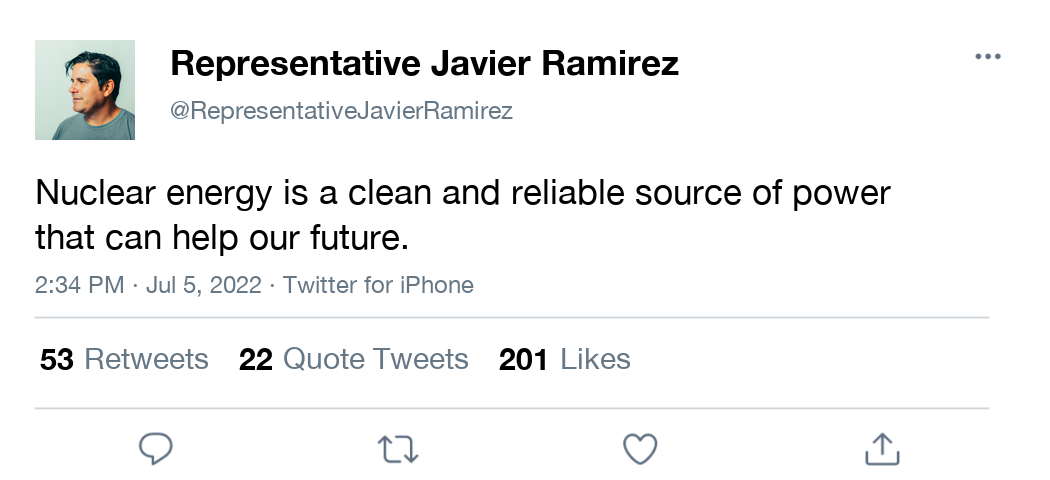 Representative Javier Ramirez
@RepresentativeJavierRamirez
Nuclear energy is a clean and reliable source of power
that can help our future.
2:34 PM · Jul 5, 2022 · Twitter for iPhone
53 Retweets 22 Quote Tweets 201 Likes